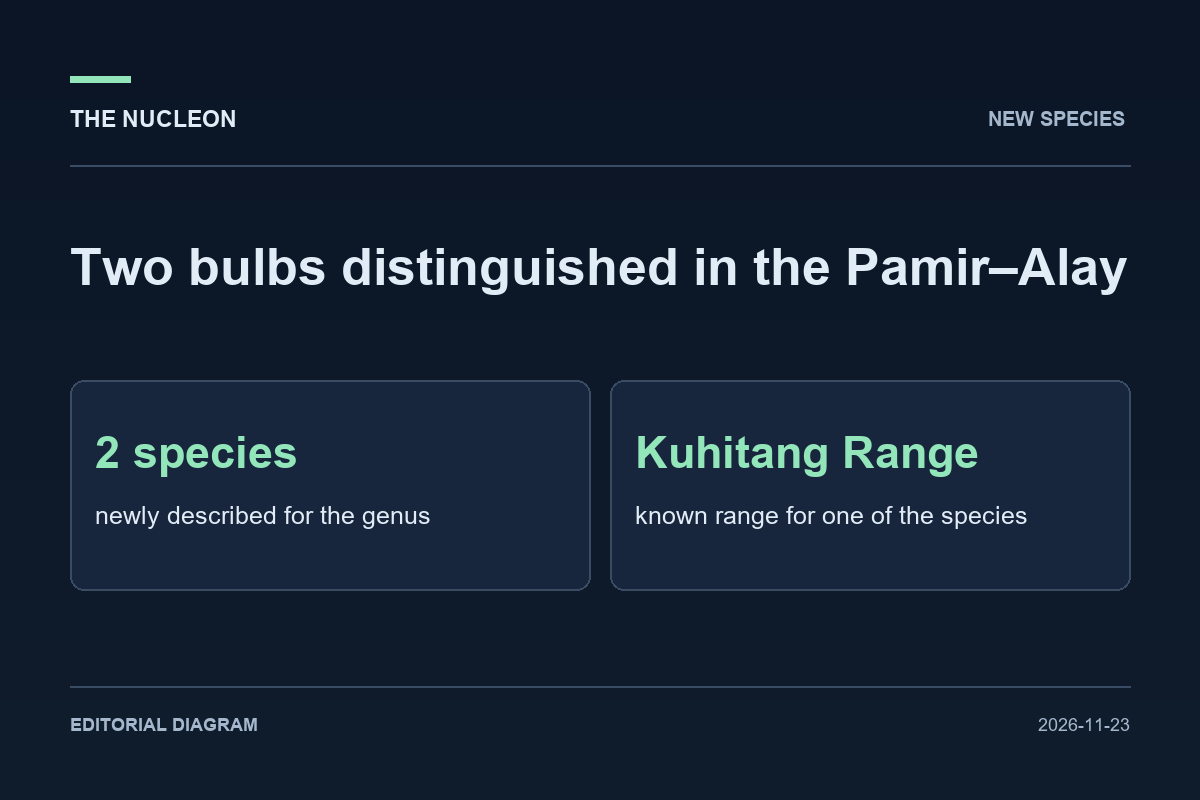 THE NUCLEON
NEW SPECIES
Two bulbs distinguished in the Pamir–Alay
2 species
newly described for the genus
Kuhitang Range
known range for one of the species
EDITORIAL DIAGRAM
2026-11-23